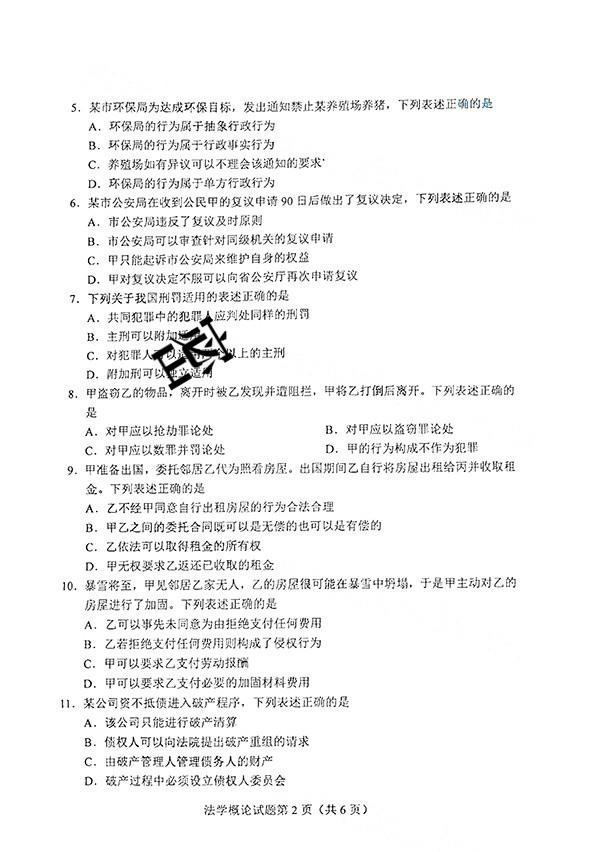 5．某市环保局为达成环保目标，发出通知禁止某养殖场养猪，下列表述正确的是
A．环保局的行为属于抽象行政行为
B．环保局的行为属于行政事实行为
C．养殖场如有异议可以不理会该通知的要求
D．环保局的行为属于单方行政行为
6．某市公安局在收到公民甲的复议申请 90 日后做出了复议决定，下列表述正确的是
A．市公安局违反了复议及时原则
B．市公安局可以审查针对同级机关的复议申请
C．甲只能起诉市公安局来维护自身的权益
D．甲对复议决定不服可以向省公安厅再次申请复议
7．下列关于我国刑罚适用的表述正确的是
A．共同犯罪中的犯罪人应判处同样的刑罚
B．主刑可以附加适用
C．对犯罪人可以适用两个以上的主刑
D．附加刑可以独立适用
密
8．甲盗窃乙的物品，离开时被乙发现并遭阻拦，甲将乙打倒后离开。下列表述正确的
是
A．对甲应以抢劫罪论处 B．对甲应以盗窃罪论处
C．对甲应以数罪并罚论处 D．甲的行为构成不作为犯罪
9．甲准备出国，委托邻居乙代为照看房屋。出国期间乙自行将房屋出租给丙并收取租
金。下列表述正确的是
A．乙不经甲同意自行出租房屋的行为合法合理
B．甲乙之间的委托合同既可以是无偿的也可以是有偿的
C．乙依法可以取得租金的所有权
D．甲无权要求乙返还已收取的租金
10．暴雪将至，甲见邻居乙家无人，乙的房屋很可能在暴雪中坍塌，于是甲主动对乙的
房屋进行了加固。下列表述正确的是
A．乙可以事先未同意为由拒绝支付任何费用
B．乙若拒绝支付任何费用则构成了侵权行为
C．甲可以要求乙支付劳动报酬
D．甲可以要求乙支付必要的加固材料费用
11．某公司资不抵债进入破产程序，下列表述正确的是
A．该公司只能进行破产清算
B．债权人可以向法院提出破产重组的请求
C．由破产管理人管理债务人的财产
D．破产过程中必须设立债权人委员会
法学概论试题第 2 页（共 6 页）